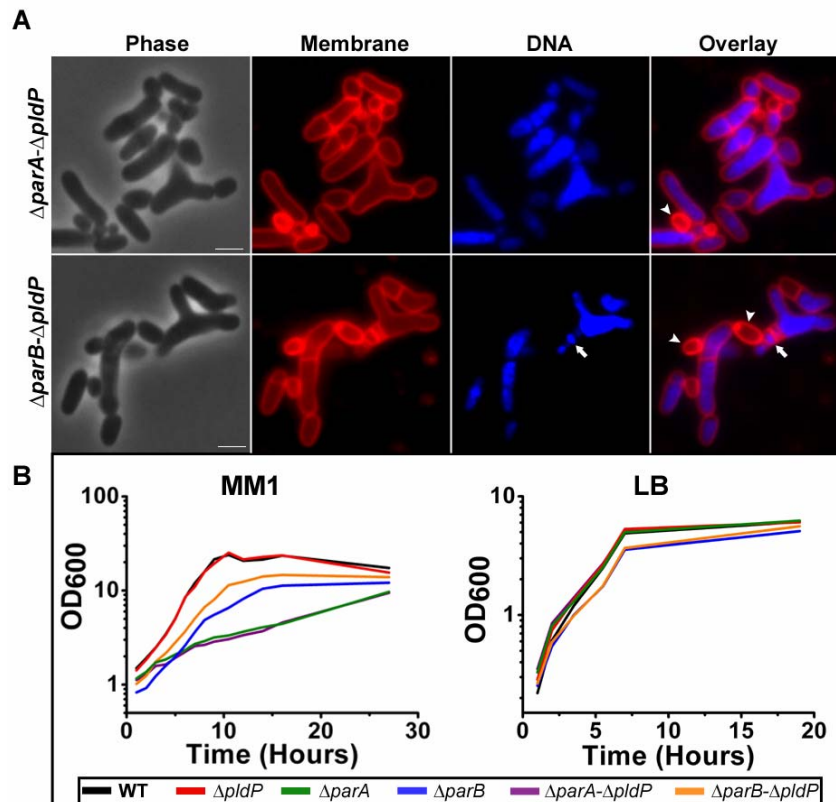 A
Phase Membrane DNA Overlay
ΔparA-ΔpldP
ΔparB-ΔpldP
B
MM1 LB
OD600 OD600
100
10
1
10
1
0 10 20 30 0 5 10 15 20
Time (Hours) Time (Hours)
WT ΔpldP ΔparA ΔparB ΔparA-ΔpldP ΔparB-ΔpldP